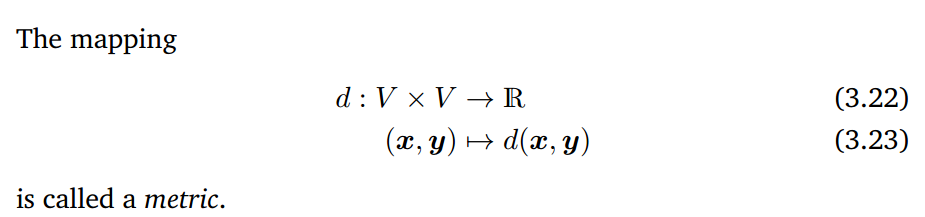 The mapping
d : V × V → ℝ (3.22)
(x, y) ↦ d(x, y) (3.23)
is called a metric.